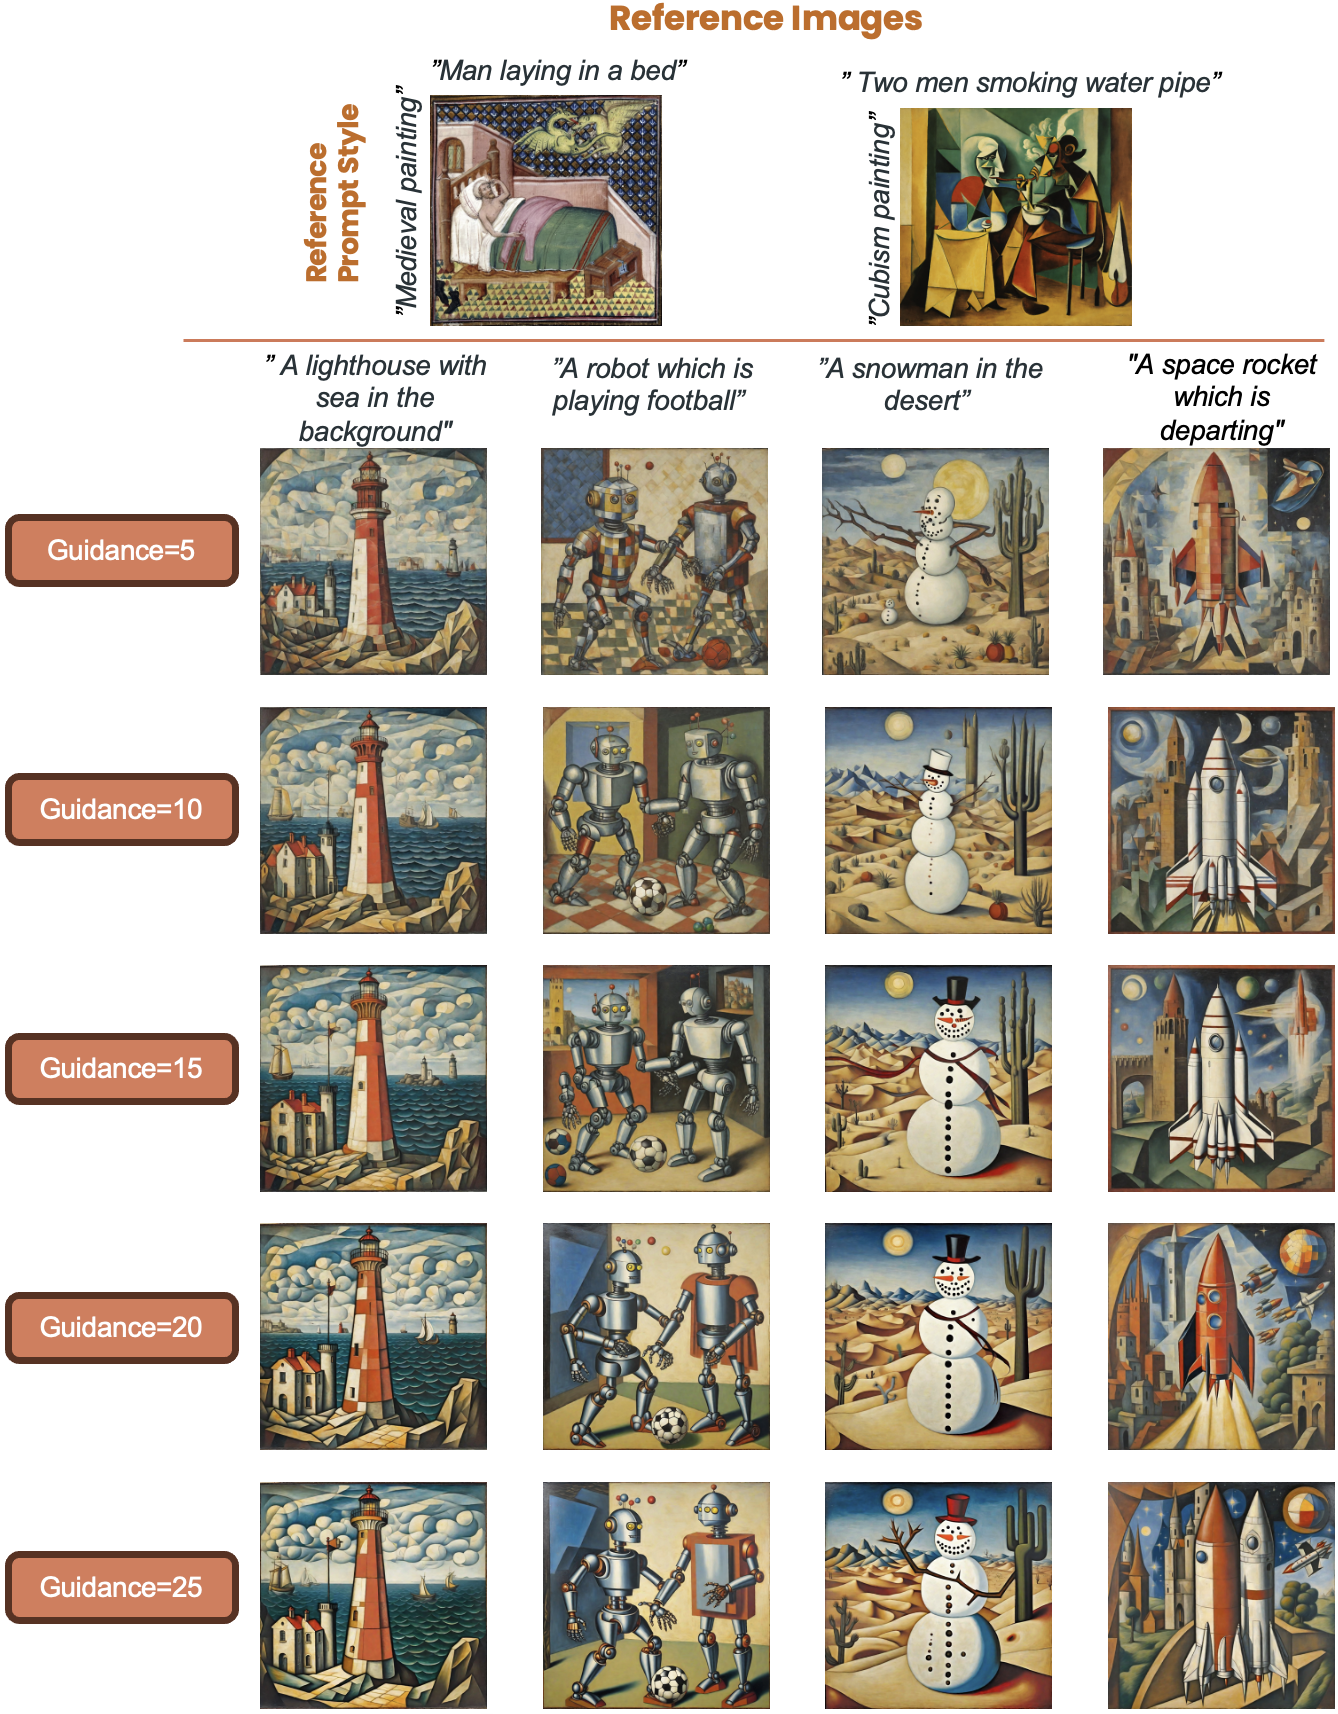 Reference Images
”Man laying in a bed”
” Two men smoking water pipe”
Reference
Prompt Style
”Medieval painting”
”Cubism painting”
” A lighthouse with
sea in the
background"
”A robot which is
playing football”
”A snowman in the
desert”
"A space rocket
which is
departing"
Guidance=5
Guidance=10
Guidance=15
Guidance=20
Guidance=25